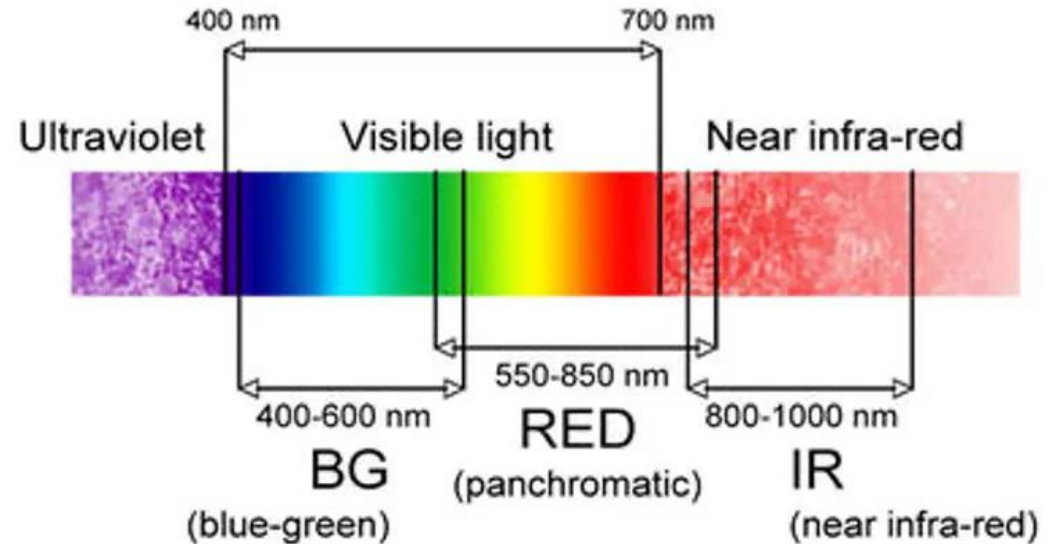 400 nm
700 nm
Ultraviolet
Visible light
Near infra-red
550-850 nm
400-600 nm
800-1000 nm
RED
BG
IR
(panchromatic)
(blue-green)
(near infra-red)